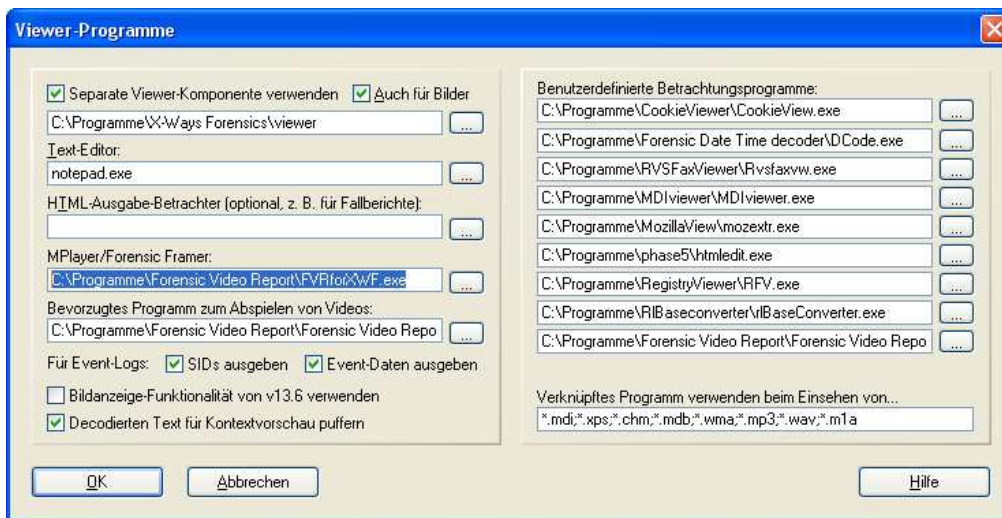 Viewer-Programme
Separate Viewer-Komponente verwenden
Auch für Bilder
C:\Programme\X-Ways Forensics\viewer
...
Text-Editor:
notepad.exe
...
HTML-Ausgabe-Betrachter (optional, z. B. für Fallberichte):
...
MPlayer/Forensic Framer:
C:\Programme\Forensic Video Report\FVRforXWF.exe
...
Bevorzugtes Programm zum Abspielen von Videos:
C:\Programme\Forensic Video Report\Forensic Video Repo
...
Für Event-Logs:
SIDs ausgeben
Event-Daten ausgeben
Bildanzeige-Funktionalität von v13.6 verwenden
Decodierten Text für Kontextvorschau puffern
Benutzerdefinierte Betrachtungsprogramme:
C:\Programme\CookieViewer\CookieView.exe
...
C:\Programme\Forensic Date Time decoder\DCode.exe
...
C:\Programme\RVSFaxViewer\Rvsfaxvw.exe
...
C:\Programme\MDIviewer\MDIviewer.exe
...
C:\Programme\MozillaView\mozextr.exe
...
C:\Programme\phase5\htmledit.exe
...
C:\Programme\RegistryViewer\RFV.exe
...
C:\Programme\RIBaseconverter\rIBaseConverter.exe
...
C:\Programme\Forensic Video Report\Forensic Video Repo
...
Verknüpftes Programm verwenden beim Einsehen von...
*.mdi;*.xps;*.chm;*.mdb;*.wma;*.mp3;*.wav;*.m1a
OK
Abbrechen
Hilfe